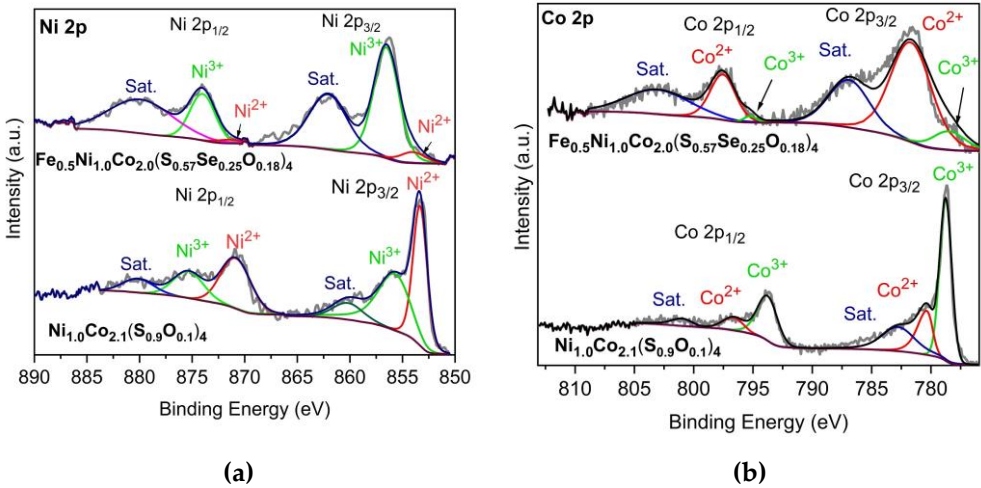 Ni 2p
Ni 2p1/2
Ni 2p3/2
Ni3+
Sat.
Ni3+
Ni2+
Sat.
Ni2+
Fe0.5Ni1.0Co2.0(S0.57Se0.25O0.18)4
Ni 2p1/2
Ni 2p3/2
Ni2+
Sat.
Ni3+
Ni2+
Sat.
Ni3+
Ni1.0Co2.1(S0.9O0.1)4
890 885 880 875 870 865 860 855 850
Binding Energy (eV)
Intensity (a.u.)
(a)
Co 2p
Co 2p1/2
Co 2p3/2
Co2+
Sat.
Co2+
Co3+
Sat.
Co3+
Fe0.5Ni1.0Co2.0(S0.57Se0.25O0.18)4
Co 2p1/2
Co 2p3/2
Co3+
Sat.
Co2+
Co3+
Sat.
Co2+
Ni1.0Co2.1(S0.9O0.1)4
810 805 800 795 790 785 780
Binding Energy (eV)
Intensity (a.u.)
(b)